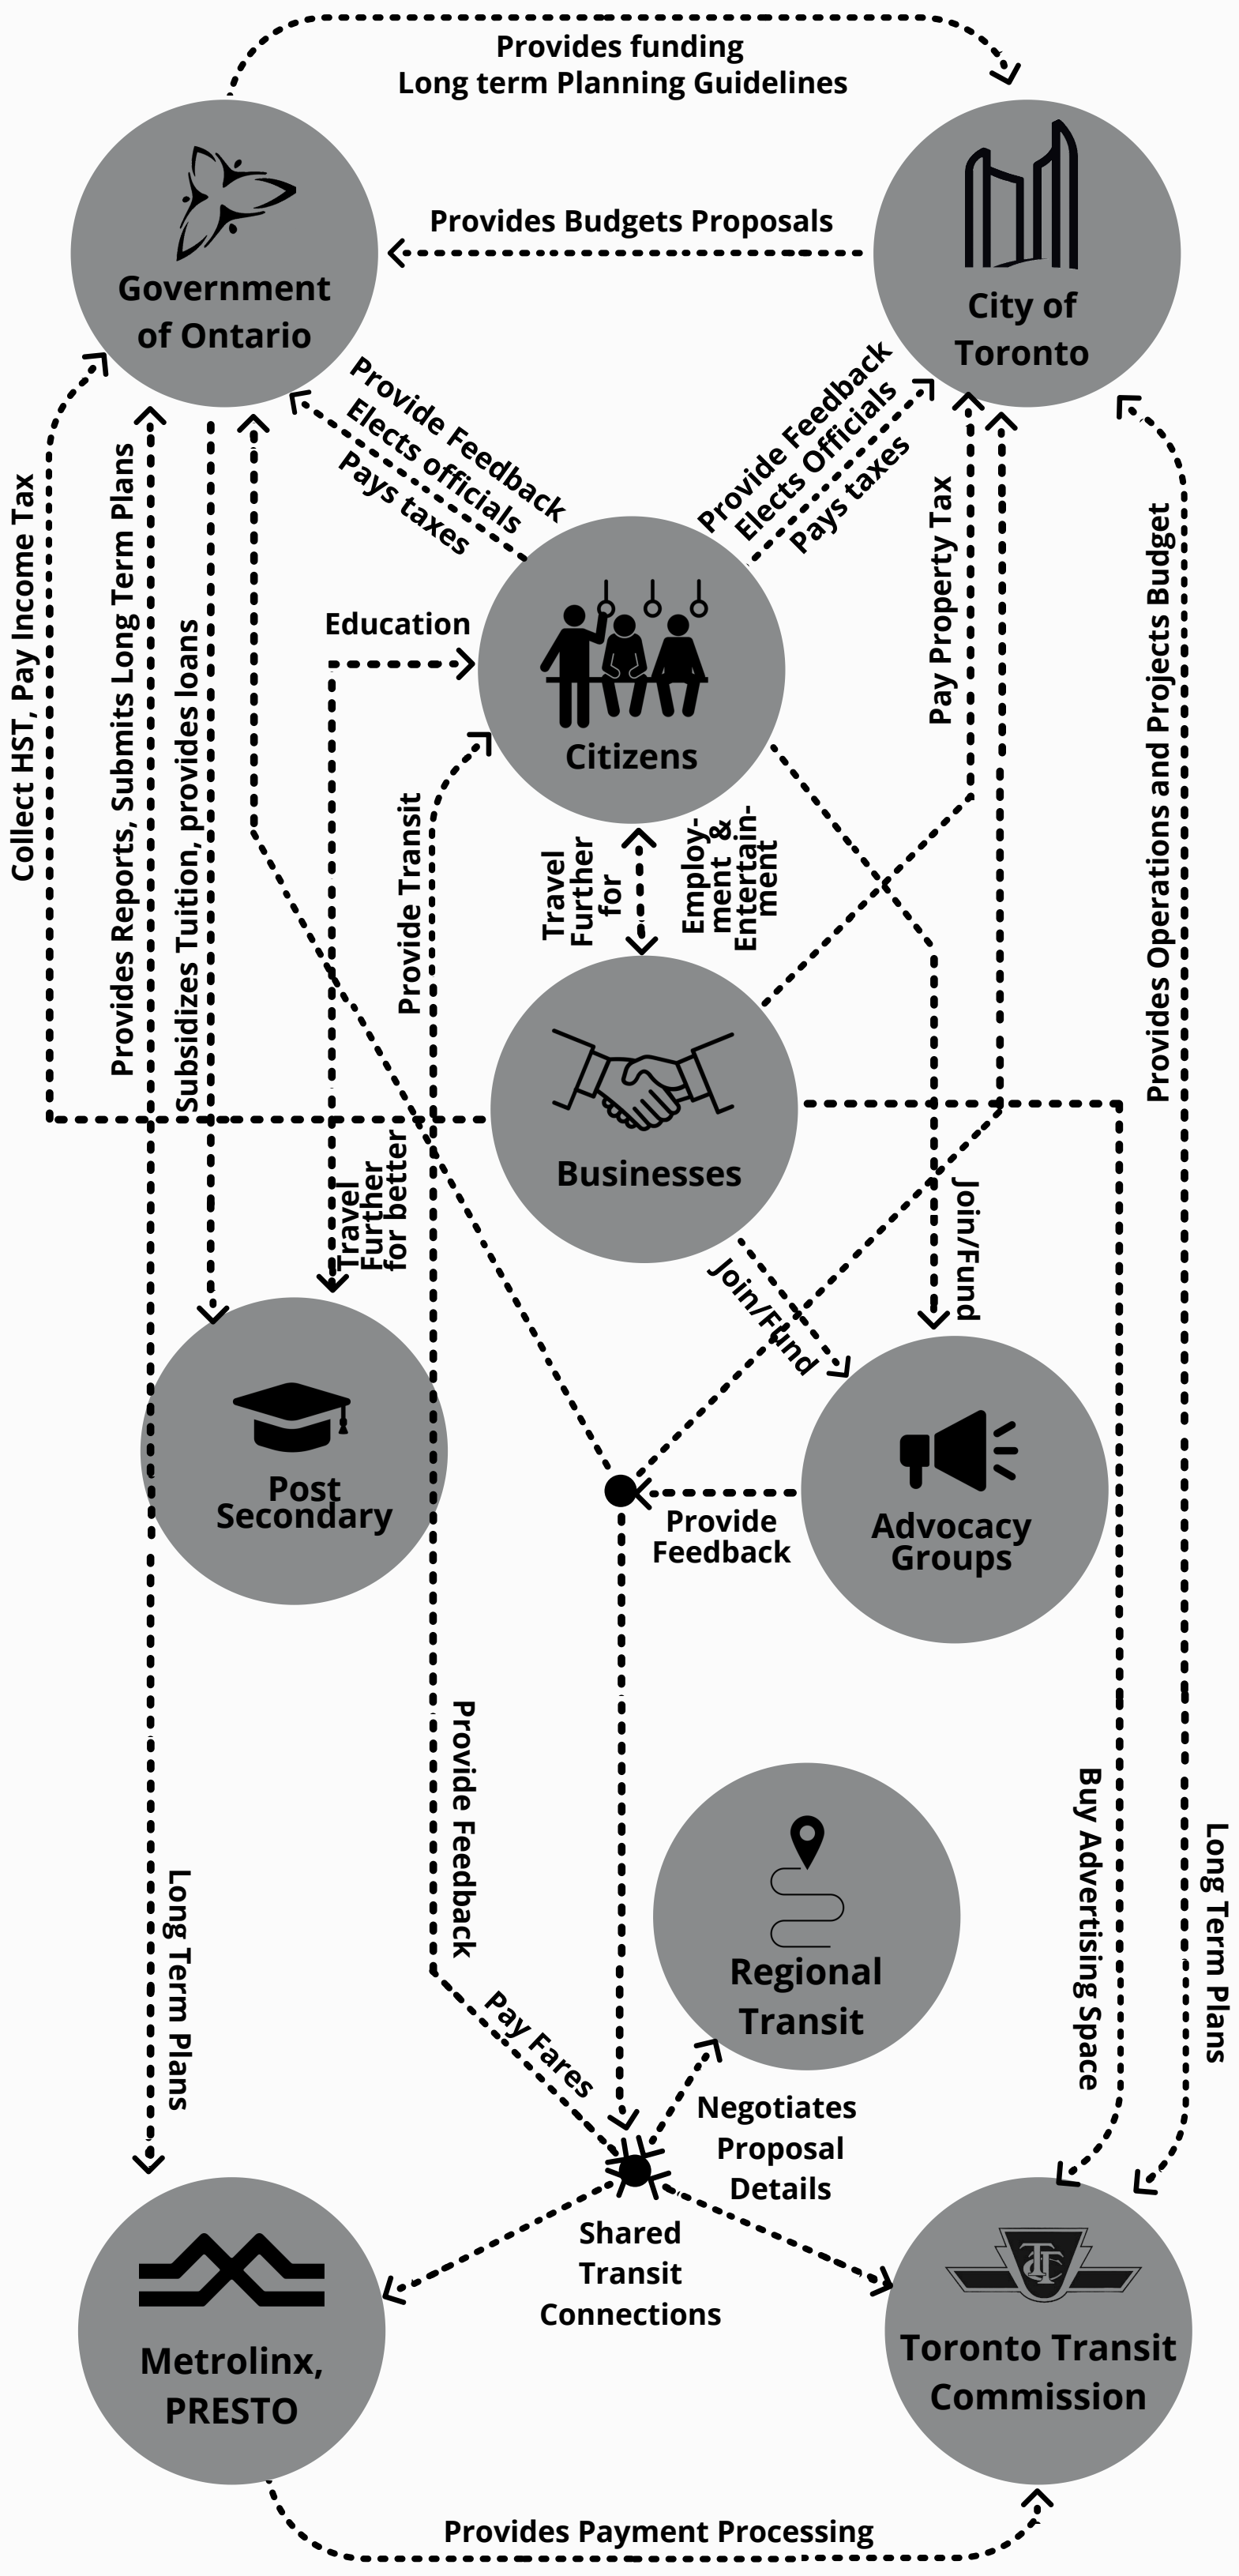 Provides funding
Long term Planning Guidelines
Government
of Ontario
Provides Budgets Proposals
City of
Toronto
Provide Feedback
Elects officials
Pays taxes
Provide Feedback
Elects Officials
Pays taxes
Collect HST, Pay Income Tax
Provides Reports, Submits Long Term Plans
Subsidizes Tuition, provides loans
Education
Citizens
Pay Property Tax
Provides Operations and Projects Budget
Provide Transit
Travel
Further
for
Employ-
ment &
Entertain-
ment
Businesses
Travel
Further
for better
Join/Fund
Join/Fund
Post
Secondary
Provide
Feedback
Advocacy
Groups
Provide Feedback
Long Term Plans
Pay Fares
Regional
Transit
Buy Advertising Space
Long Term Plans
Negotiates
Proposal
Details
Shared
Transit
Connections
Metrolinx,
PRESTO
TTC
Toronto Transit
Commission
Provides Payment Processing